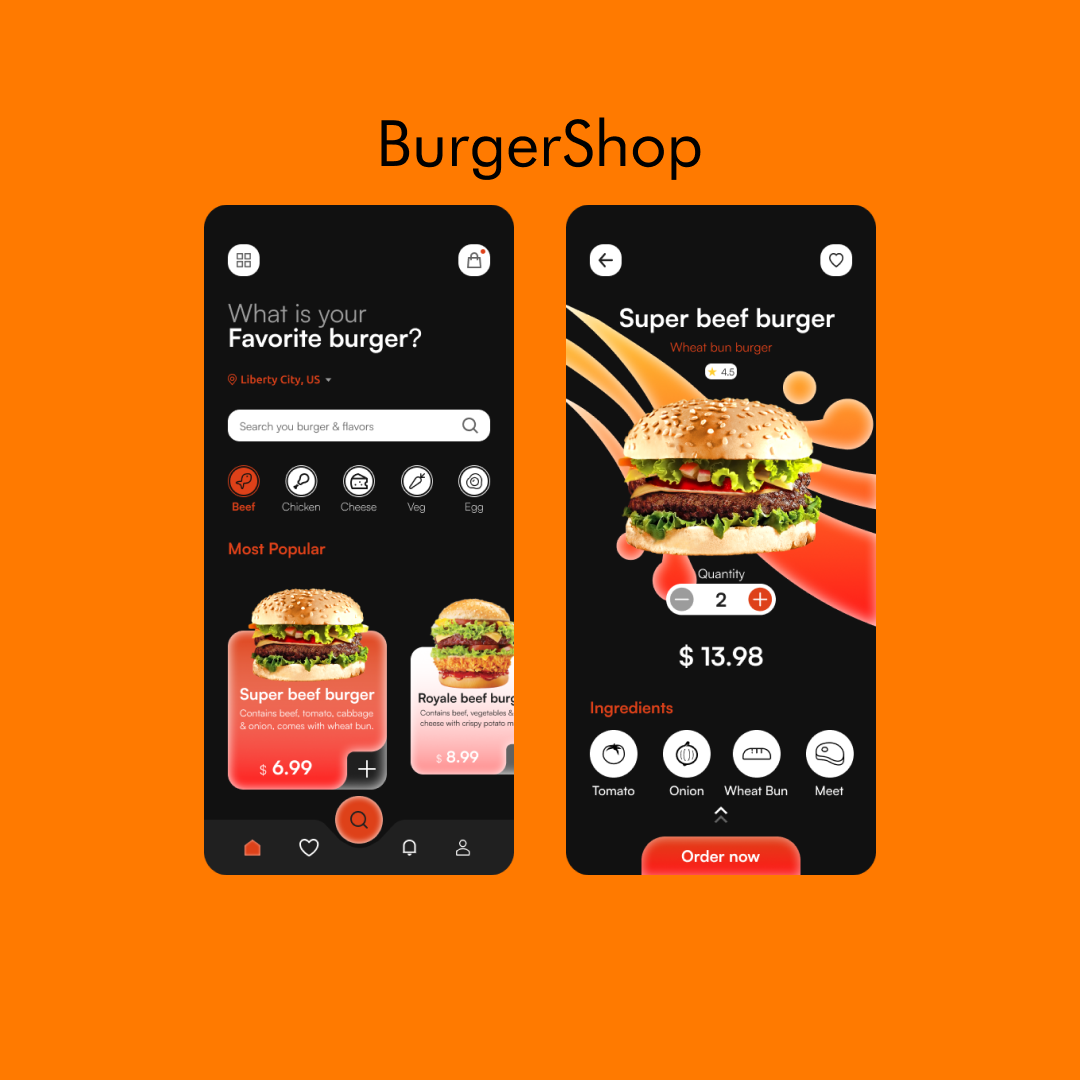 BurgerShop
What is your
Favorite burger?
Liberty City, US
Search you burger & flavors
Beef
Chicken
Cheese
Veg
Egg
Most Popular
Super beef burger
Contains beef, tomato, cabbage
& onion, comes with wheat bun.
$ 6.99
Royale beef burg
Contains beef, vegetables &
cheese with crispy potato m
$ 8.99
Super beef burger
Wheat bun burger
4.5
Quantity
2
$ 13.98
Ingredients
Tomato
Onion
Wheat Bun
Meet
Order now